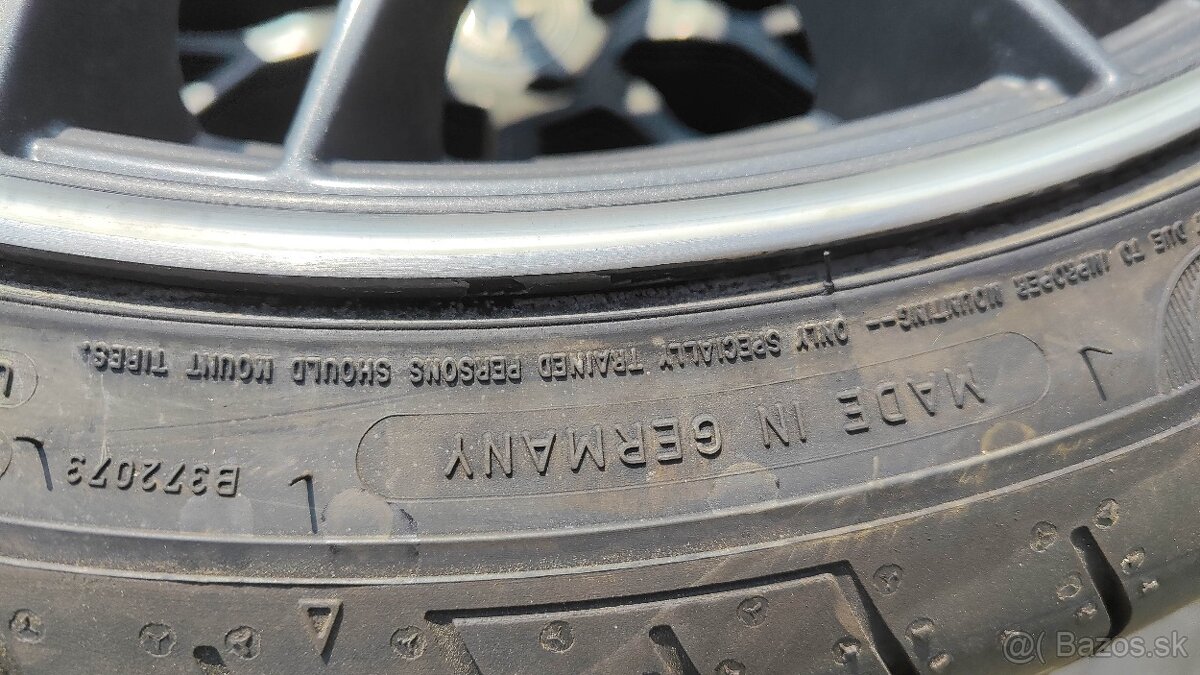 DUE TO IMPROPER MOUNTING-- ONLY SPECIALLY TRAINED PERSONS SHOULD MOUNT TIRES.
MADE IN GERMANY
B372073
@(Bazos.sk